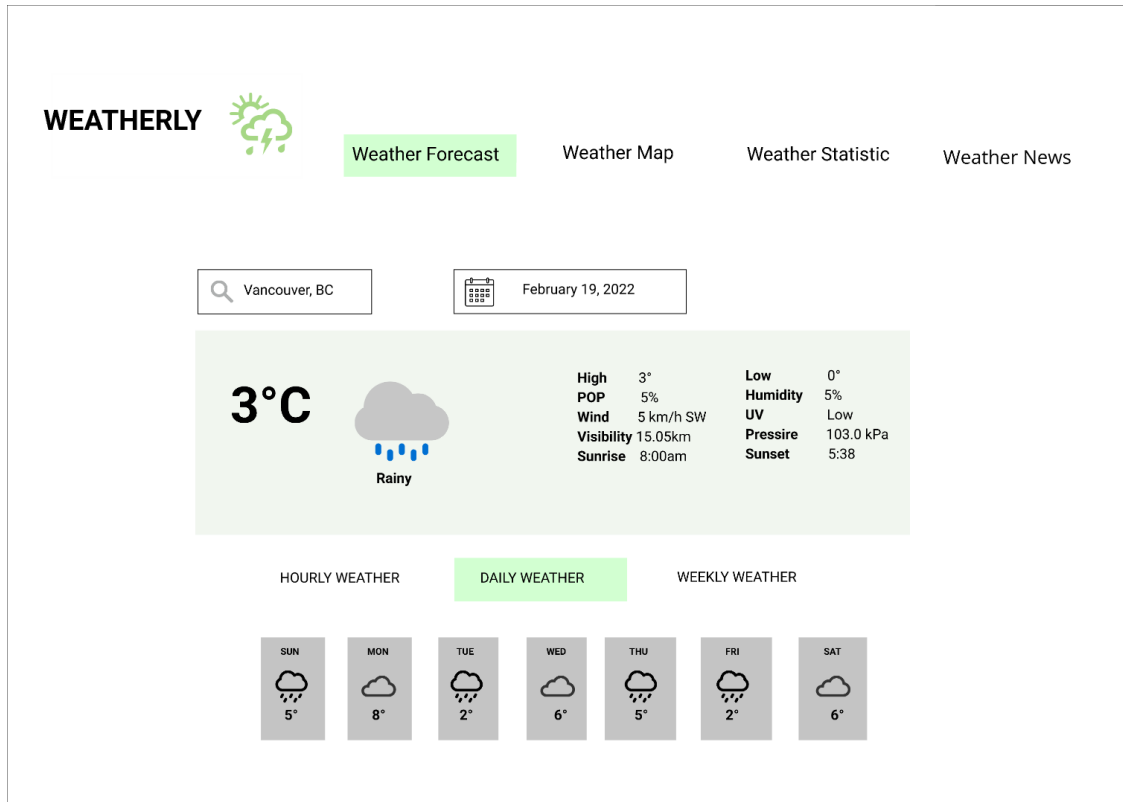 WEATHERLY
Weather Forecast Weather Map Weather Statistic Weather News
Vancouver, BC February 19, 2022
3°C
Rainy
High 3°
POP 5%
Wind 5 km/h SW
Visibility 15.05km
Sunrise 8:00am
Low 0°
Humidity 5%
UV Low
Pressire 103.0 kPa
Sunset 5:38
HOURLY WEATHER DAILY WEATHER WEEKLY WEATHER
SUN MON TUE WED THU FRI SAT
5° 8° 2° 6° 5° 2° 6°